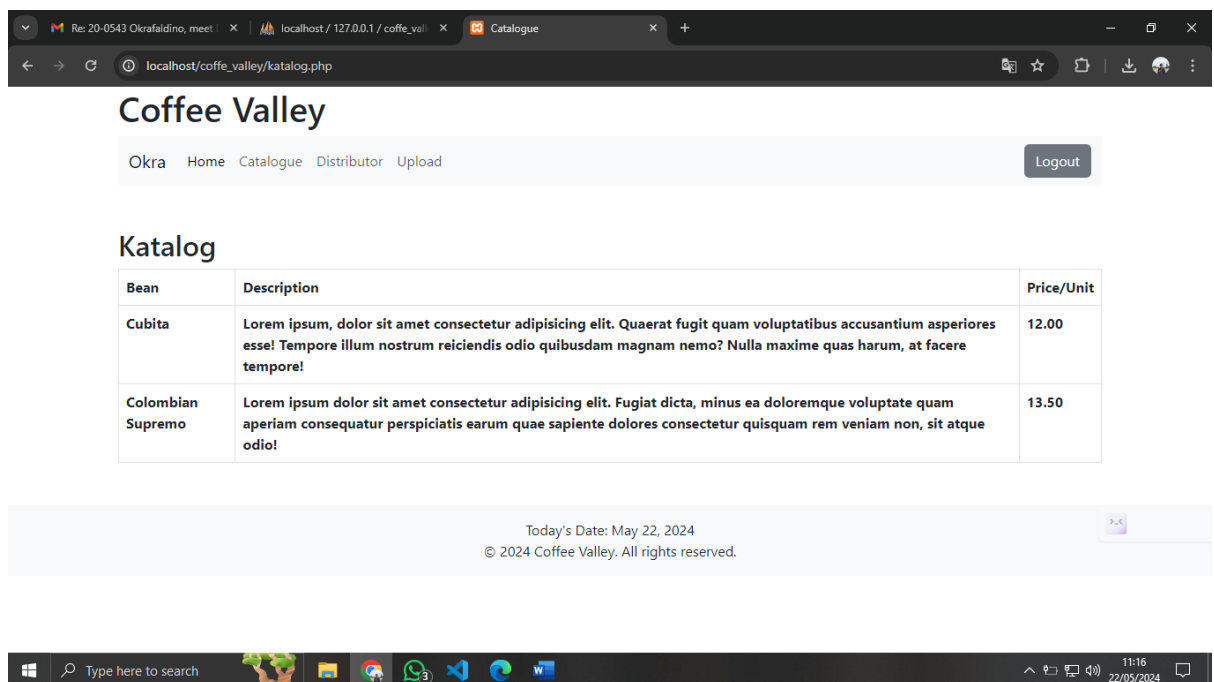 Re: 20-0543 Okrafaldino, meet
localhost / 127.0.0.1 / coffe_vall
Catalogue
localhost/coffe_valley/katalog.php
Coffee Valley
Okra Home Catalogue Distributor Upload Logout
Katalog
Bean Description Price/Unit
Cubita Lorem ipsum, dolor sit amet consectetur adipisicing elit. Quaerat fugit quam voluptatibus accusantium asperiores 12.00
esse! Tempore illum nostrum reiciendis odio quibusdam magnam nemo? Nulla maxime quas harum, at facere
tempore!
Colombian Lorem ipsum dolor sit amet consectetur adipisicing elit. Fugiat dicta, minus ea doloremque voluptate quam 13.50
Supremo aperiam consequatur perspiciatis earum quae sapiente dolores consectetur quisquam rem veniam non, sit atque
odio!
Today's Date: May 22, 2024
© 2024 Coffee Valley. All rights reserved.
Type here to search
3
11:16
22/05/2024